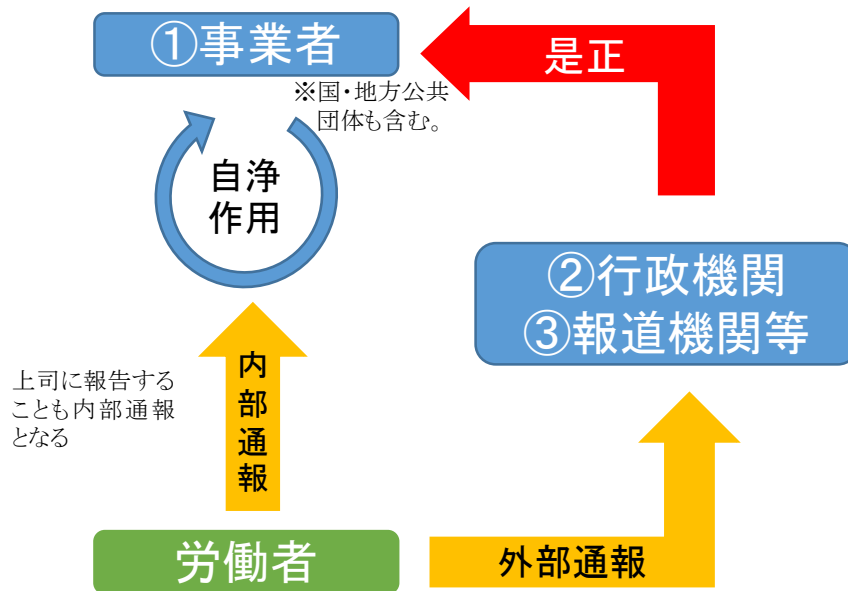 ①事業者
是正
※国・地方公共
団体も含む。
自浄
作用
②行政機関
③報道機関等
上司に報告する
ことも内部通報
となる
内部通報
労働者
外部通報